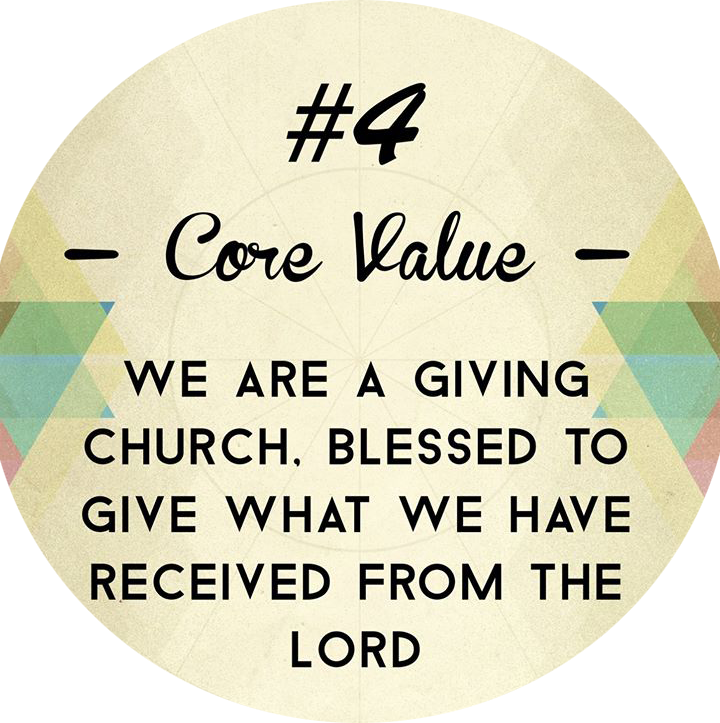 #4
– Core Value –
WE ARE A GIVING
CHURCH, BLESSED TO
GIVE WHAT WE HAVE
RECEIVED FROM THE
LORD